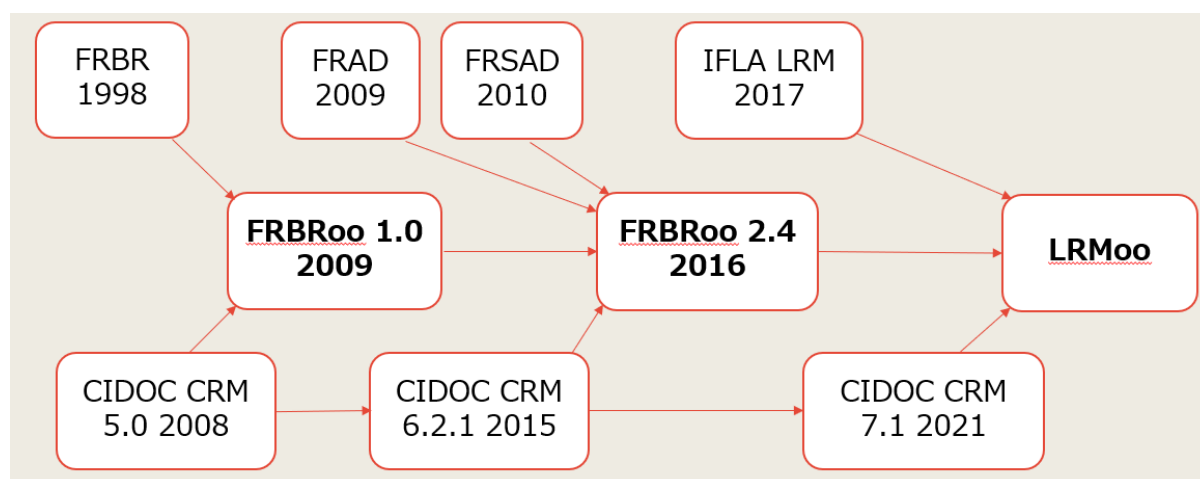 FRBR
1998
FRAD
2009
FRSAD
2010
IFLA LRM
2017
FRBRoo 1.0
2009
FRBRoo 2.4
2016
LRMoo
CIDOC CRM
5.0 2008
CIDOC CRM
6.2.1 2015
CIDOC CRM
7.1 2021